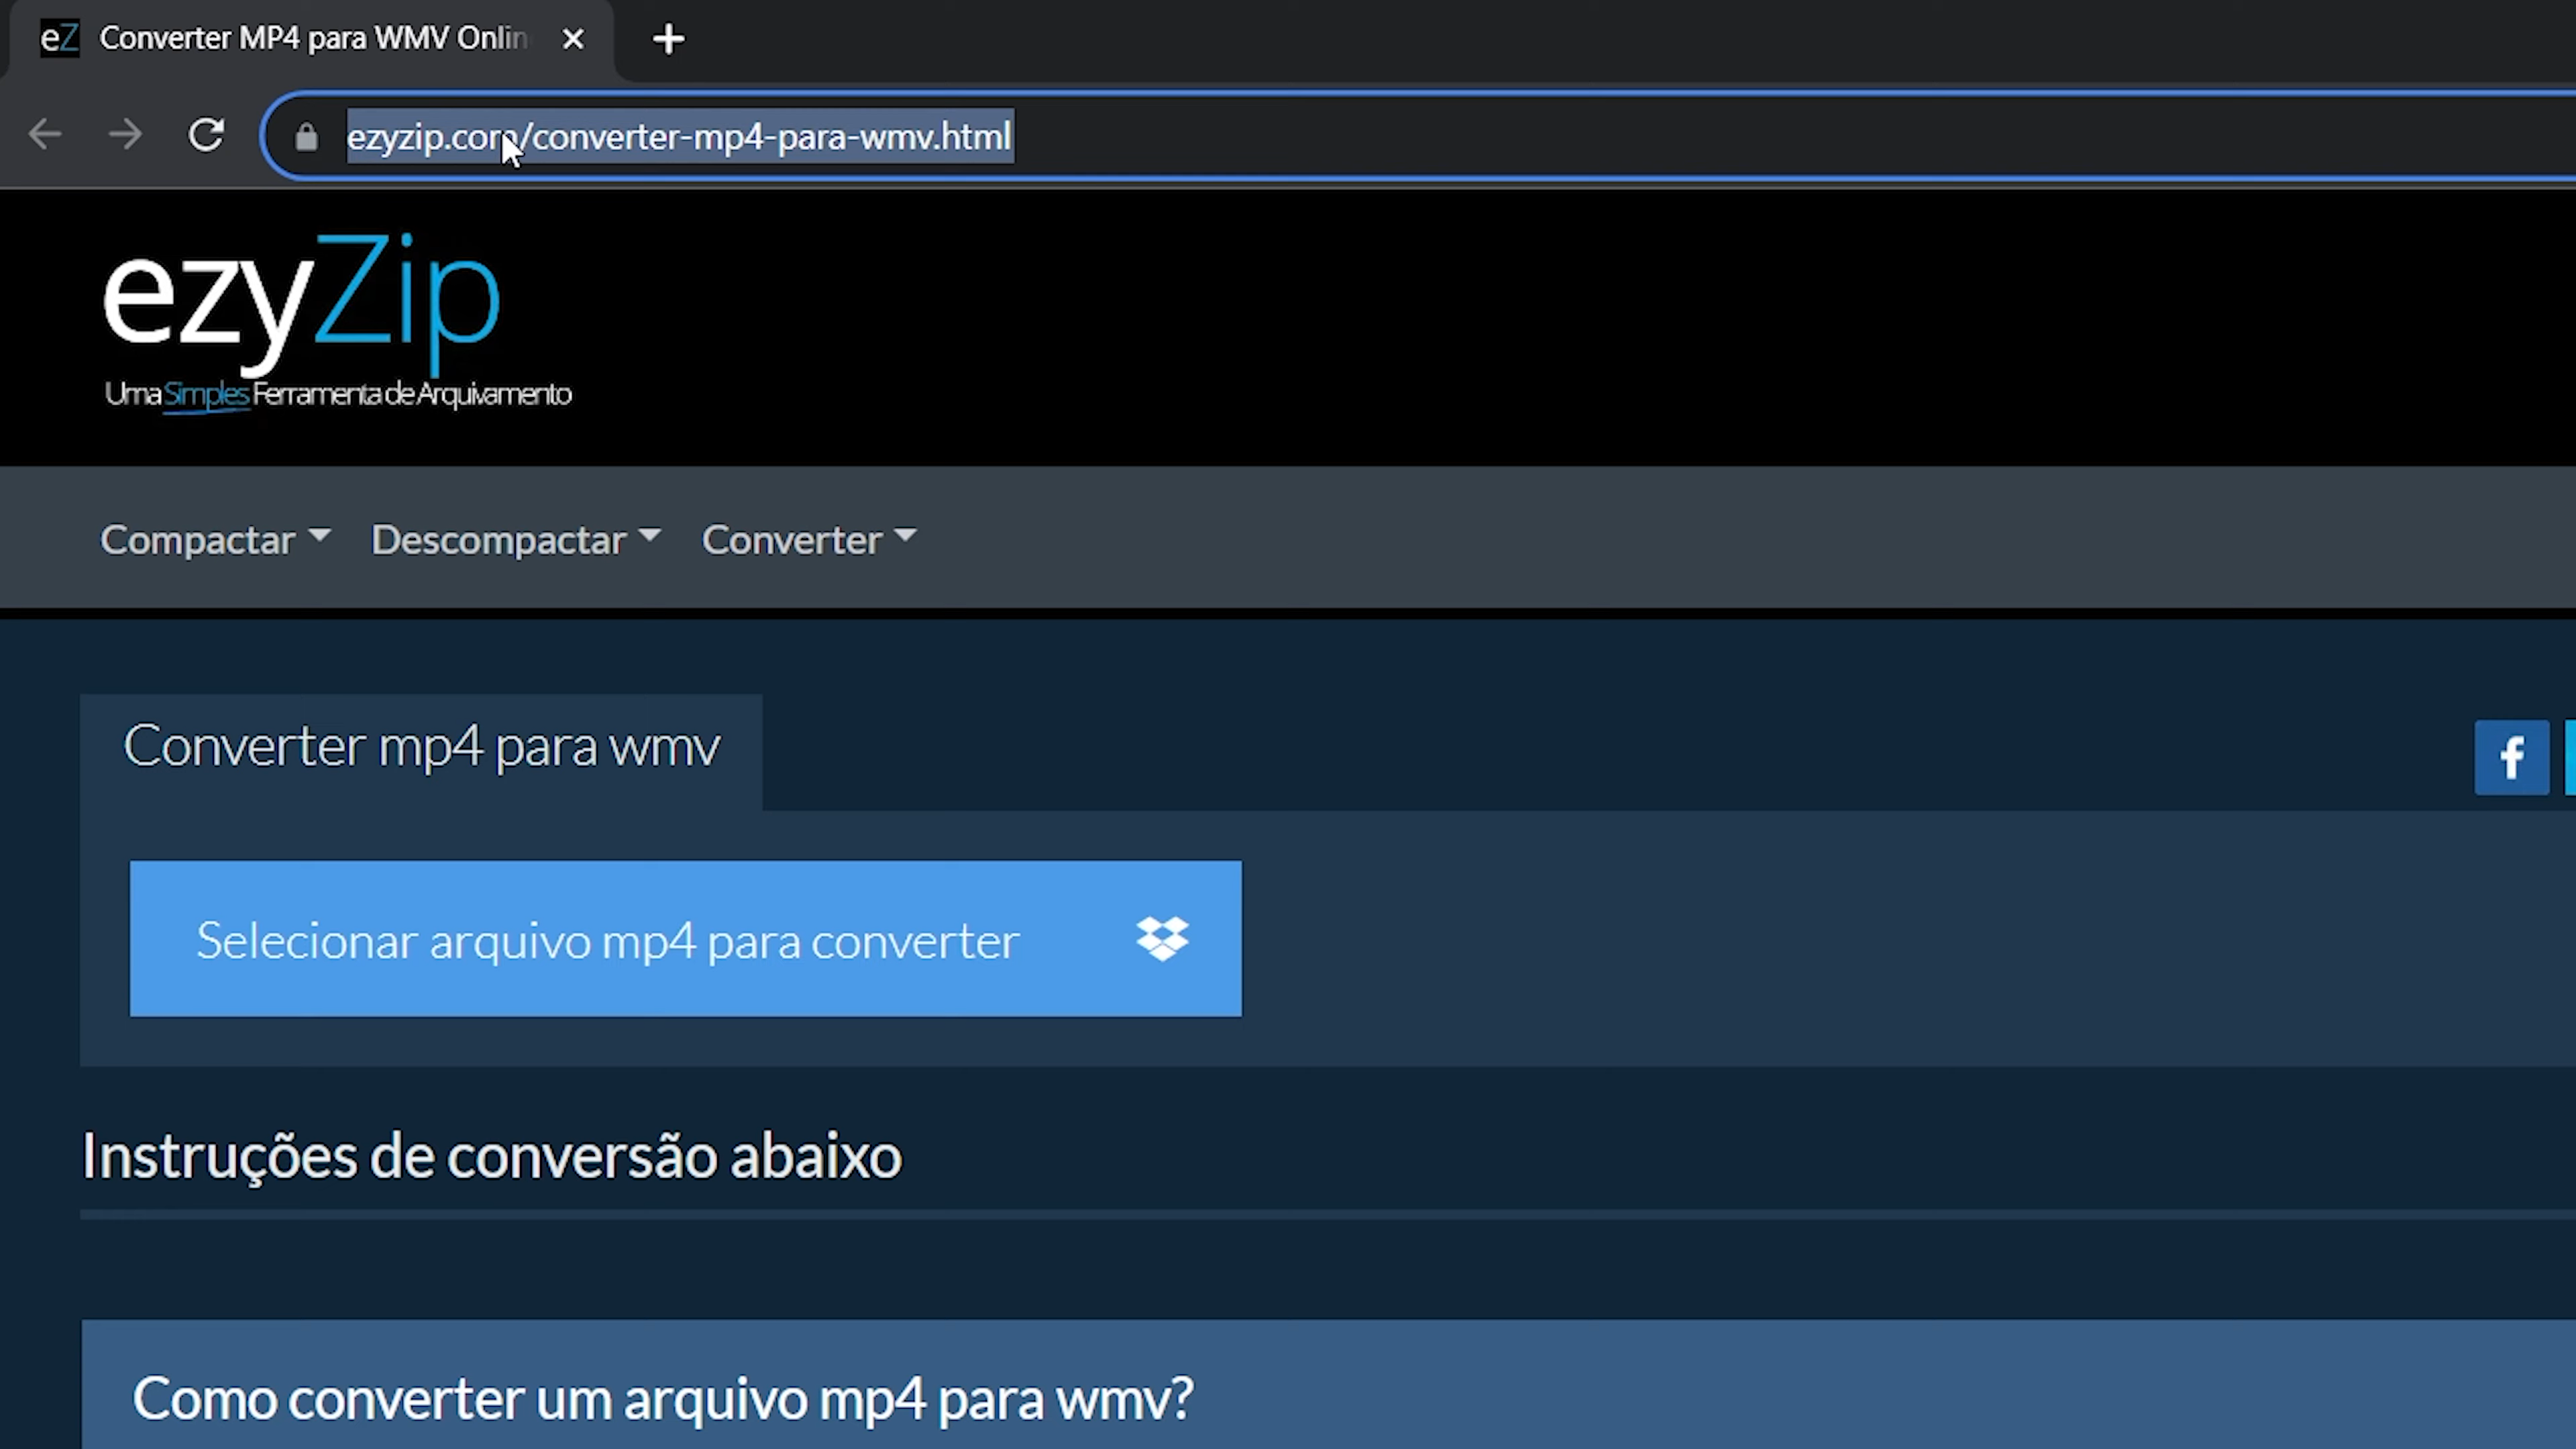 eZ Converter MP4 para WMV Onlin
ezyzip.com/converter-mp4-para-wmv.html
ezyZip
Uma Simples Ferramenta de Arquivamento
Compactar Descompactar Converter
Converter mp4 para wmv
f
Selecionar arquivo mp4 para converter
Instruções de conversão abaixo
Como converter um arquivo mp4 para wmv?